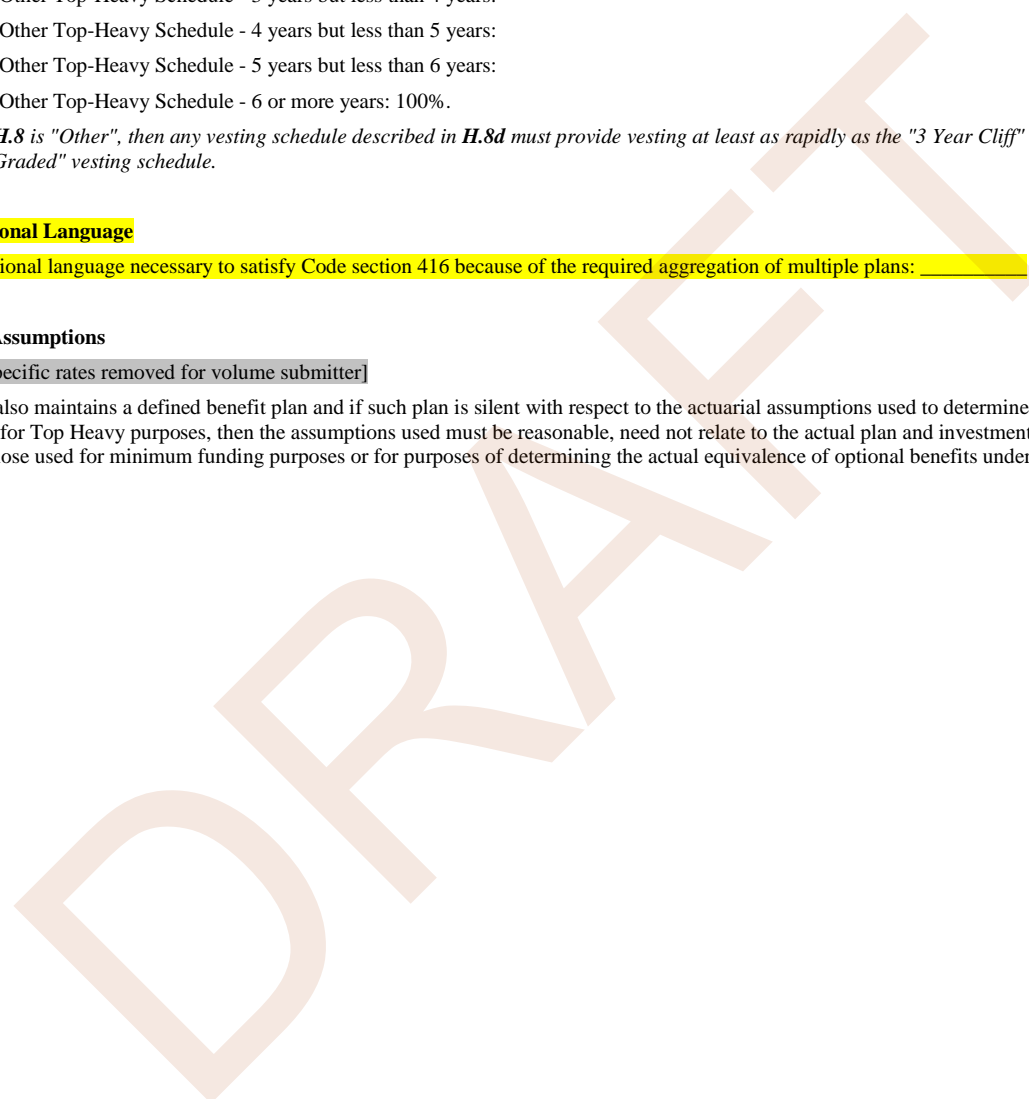 Other Top-Heavy Schedule - 3 years but less than 4 years:
Other Top-Heavy Schedule - 4 years but less than 5 years:
Other Top-Heavy Schedule - 5 years but less than 6 years:
Other Top-Heavy Schedule - 6 or more years: 100%.
H.8 is "Other", then any vesting schedule described in H.8d must provide vesting at least as rapidly as the "3 Year Cliff"
Graded" vesting schedule.
onal Language
ional language necessary to satisfy Code section 416 because of the required aggregation of multiple plans: __________
Assumptions
pecific rates removed for volume submitter]
also maintains a defined benefit plan and if such plan is silent with respect to the actuarial assumptions used to determine
for Top Heavy purposes, then the assumptions used must be reasonable, need not relate to the actual plan and investment
ose used for minimum funding purposes or for purposes of determining the actual equivalence of optional benefits under
DRAFT